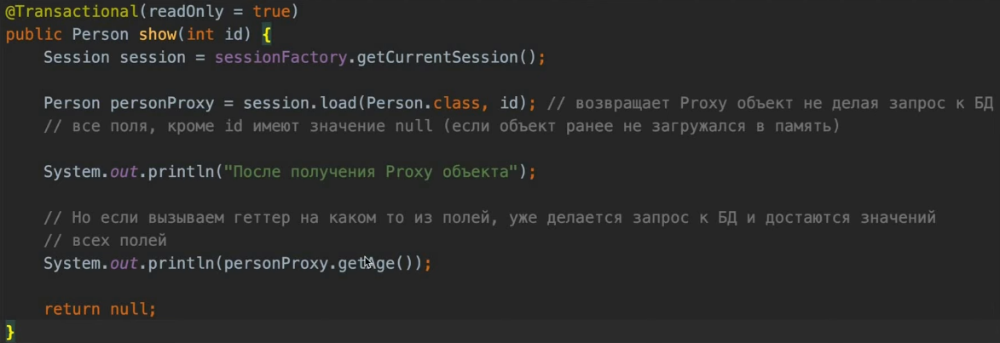 @Transactional(readOnly = true)
public Person show(int id) {
Session session = sessionFactory.getCurrentSession();
Person personProxy = session.load(Person.class, id); // возвращает Proxy объект не делая запрос к БД
// все поля, кроме id имеют значение null (если объект ранее не загружался в память)
System.out.println("После получения Proxy объекта");
// Но если вызываем геттер на каком то из полей, уже делается запрос к БД и достаются значений
// всех полей
System.out.println(personProxy.getAge());
return null;
}